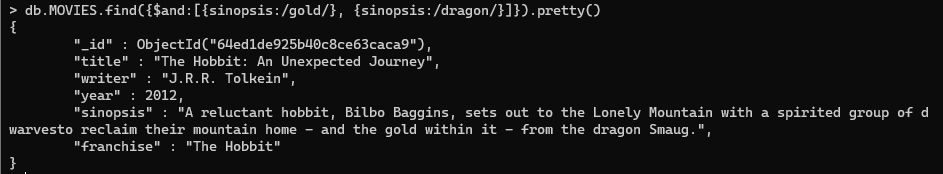 > db.MOVIES.find({$and:[{sinopsis:/gold/}, {sinopsis:/dragon/}]}).pretty()
{
        "_id" : ObjectId("64ed1de925b40c8ce63caca9"),
        "title" : "The Hobbit: An Unexpected Journey",
        "writer" : "J.R.R. Tolkein",
        "year" : 2012,
        "sinopsis" : "A reluctant hobbit, Bilbo Baggins, sets out to the Lonely Mountain with a spirited group of d
warvesto reclaim their mountain home - and the gold within it - from the dragon Smaug.",
        "franchise" : "The Hobbit"
}